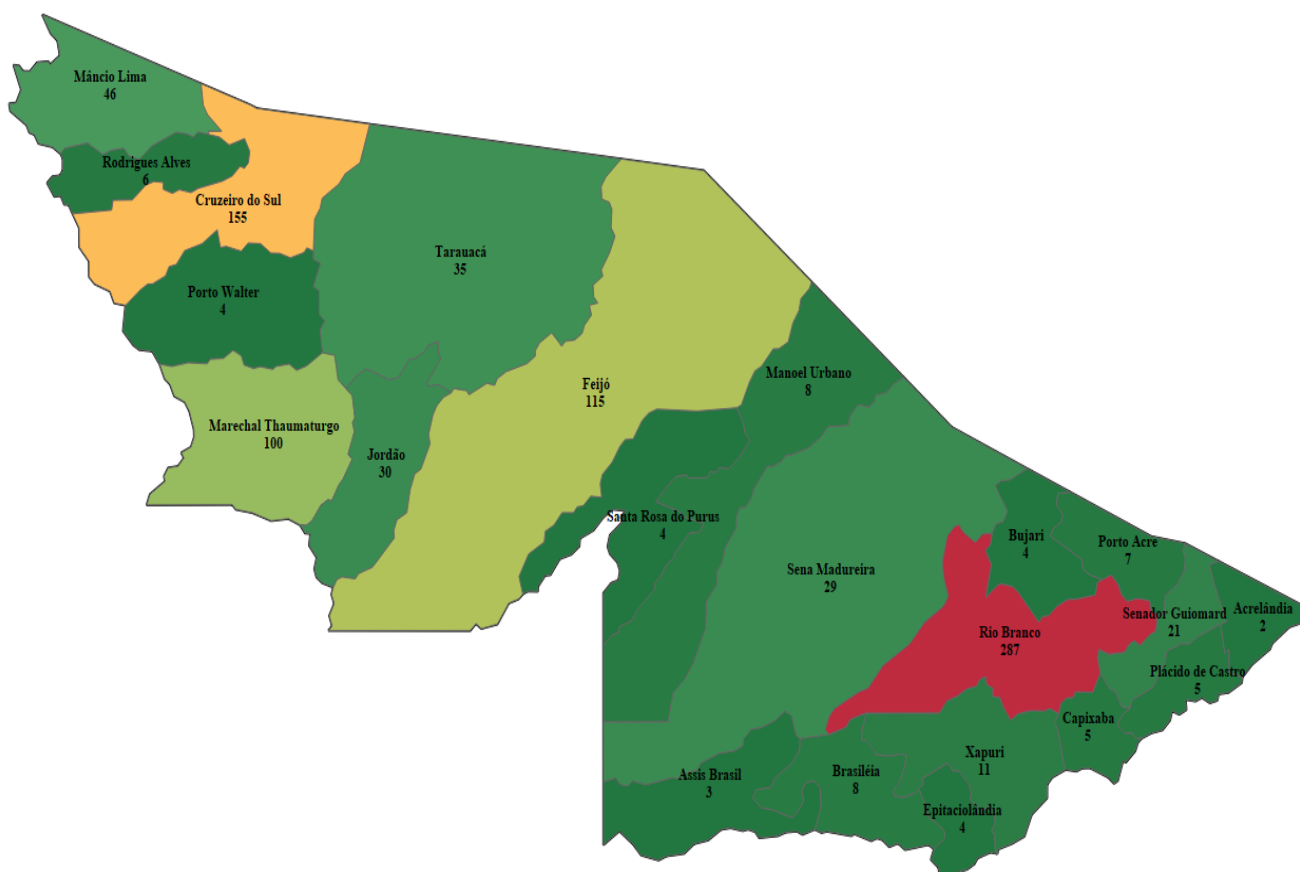 Mâncio Lima
46
Rodrigues Alves
6
Cruzeiro do Sul
155
Tarauacá
35
Porto Walter
4
Feijó
115
Manoel Urbano
8
Marechal Thaumaturgo
100
Jordão
30
Santa Rosa do Purus
4
Sena Madureira
29
Bujari
4
Porto Acre
7
Senador Guiomard
21
Acrelândia
2
Rio Branco
287
Plácido de Castro
5
Capixaba
5
Xapuri
11
Assis Brasil
3
Brasiléia
8
Epitaciolândia
4